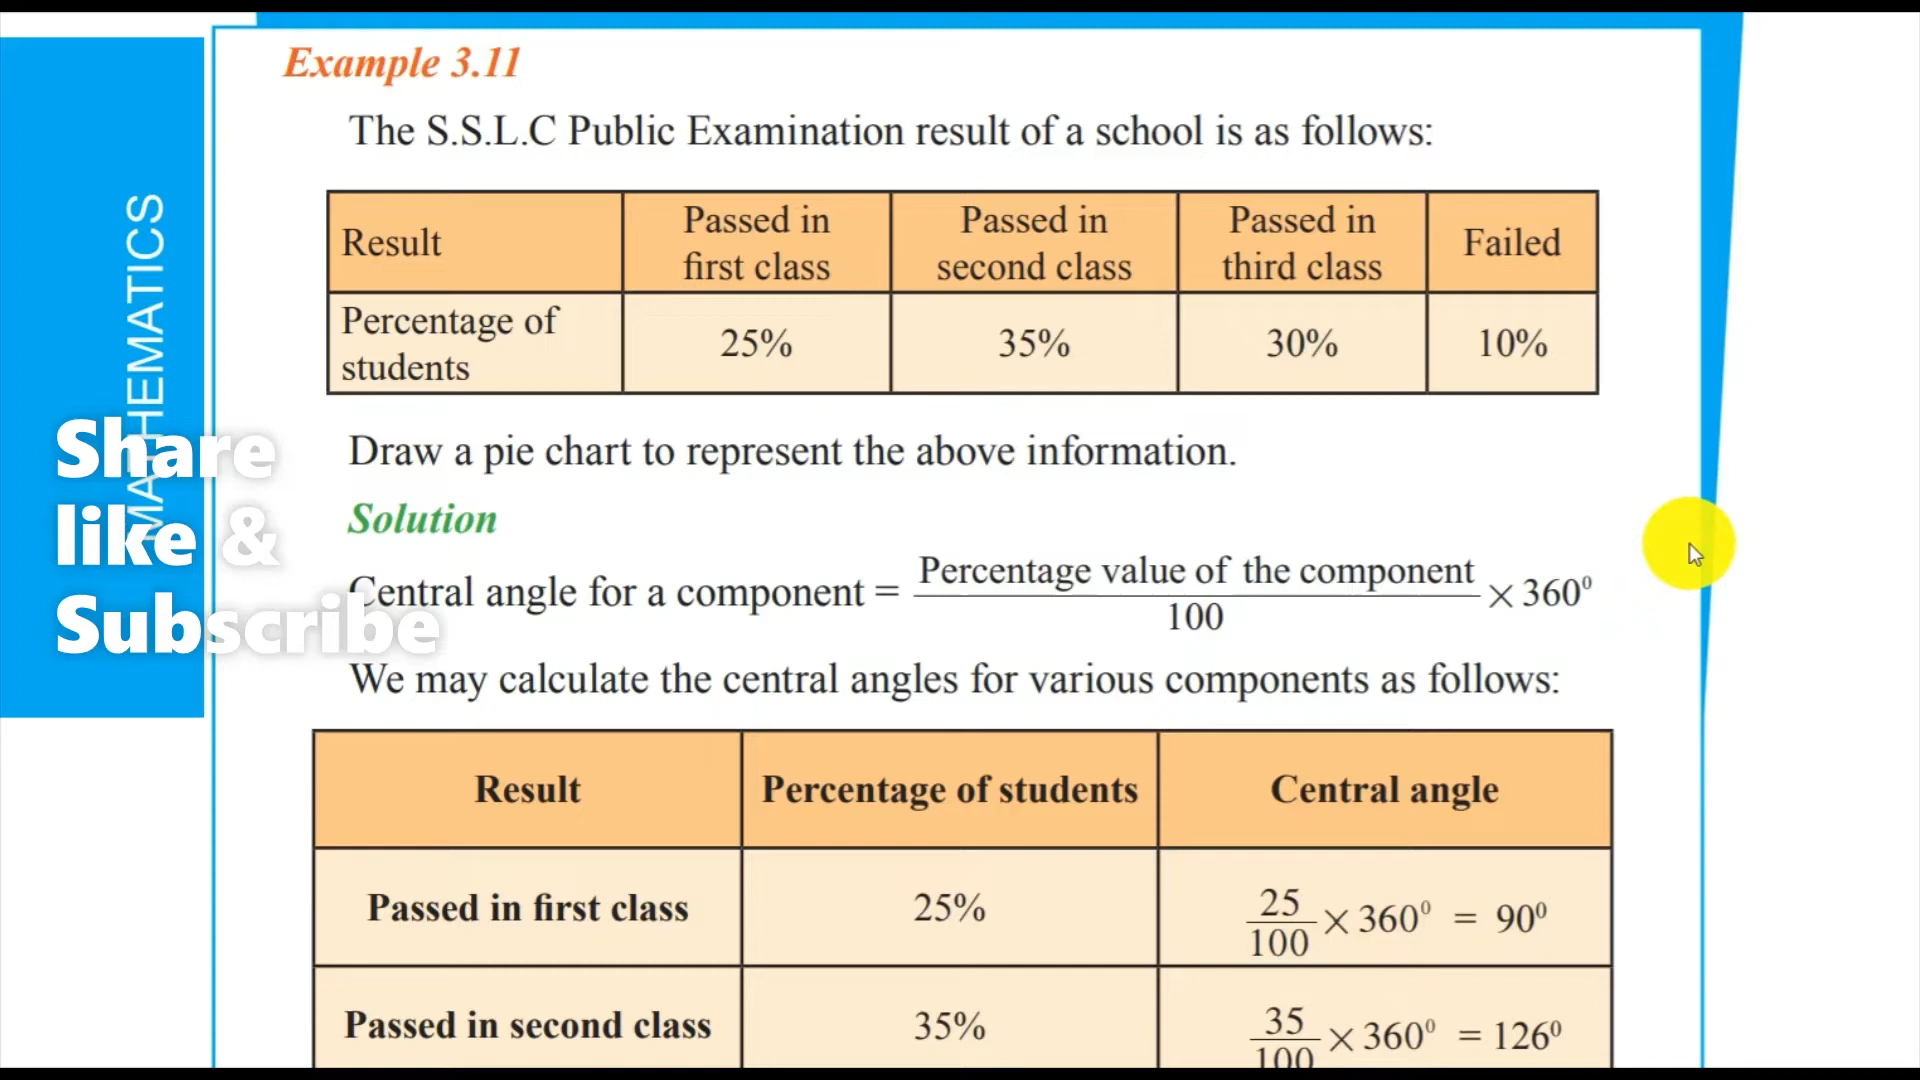 Example 3.11
The S.S.L.C Public Examination result of a school is as follows:
Result
Passed in first class
Passed in second class
Passed in third class
Failed
Percentage of students
25%
35%
30%
10%
Draw a pie chart to represent the above information.
Solution
Central angle for a component = Percentage value of the component / 100 × 360⁰
We may calculate the central angles for various components as follows:
Result Percentage of students Central angle
Passed in first class 25% 25/100 × 360⁰ = 90⁰
Passed in second class 35% 35/100 × 360⁰ = 126⁰
MATHEMATICS
Share
like &
Subscribe